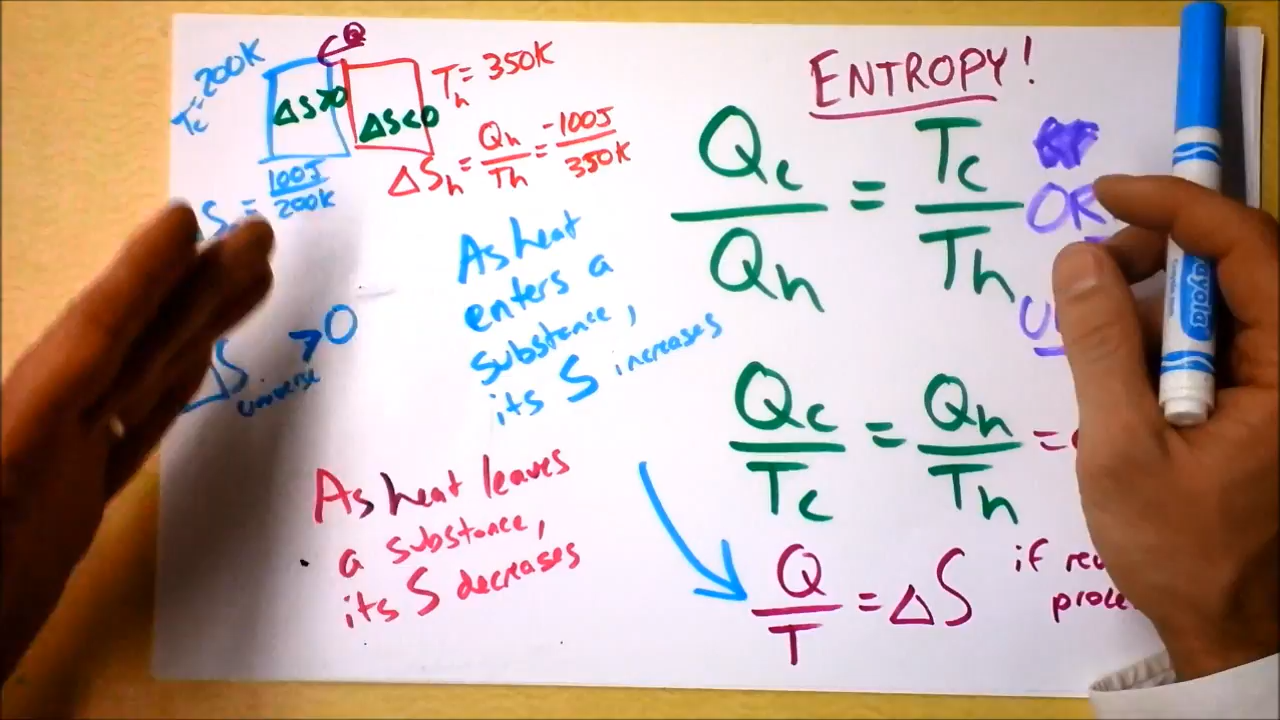 Q
Tc = 200K
ΔS>0
ΔS<0
Th = 350K
100J
200K
S =
ΔSh = Qh/Th = -100J/350K
ΔS universe >0
As heat
enters a
substance,
its S increases
As heat leaves
a substance,
its S decreases
ENTROPY!
Qc/Qh = Tc/Th
OR
Qc/Tc = Qh/Th =
Q/T = ΔS
if